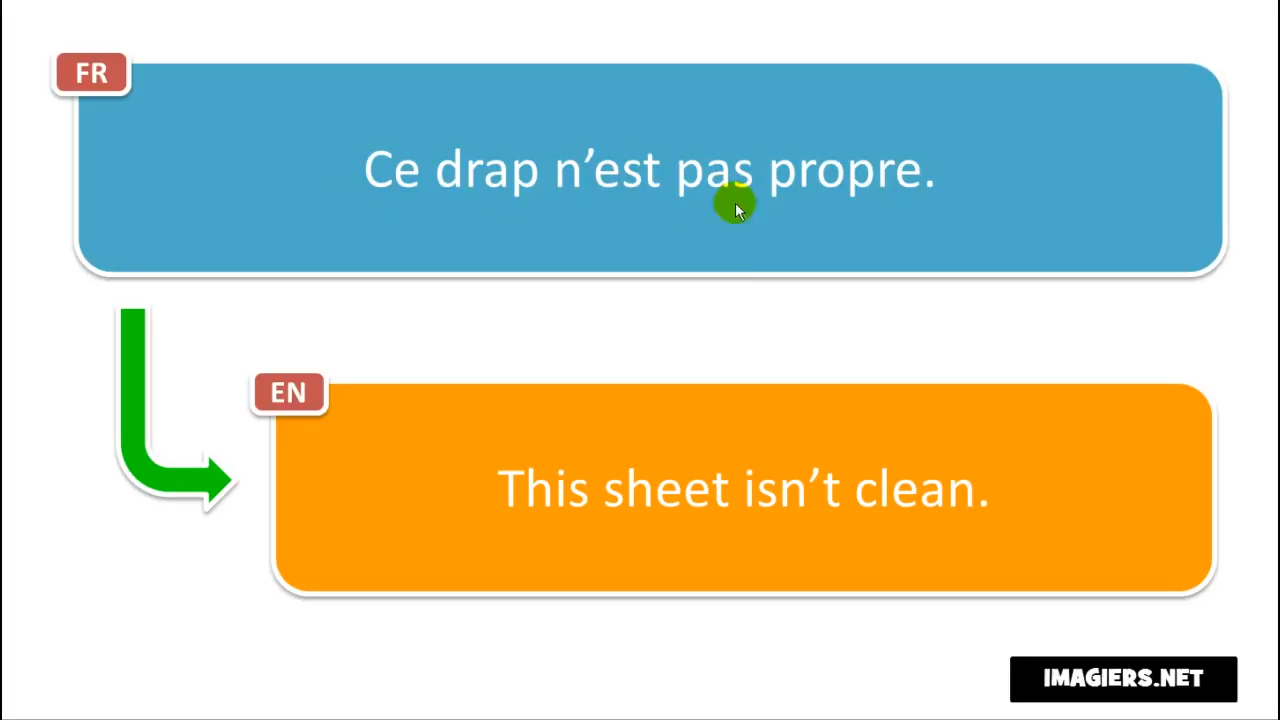 FR
Ce drap n’est pas propre.
EN
This sheet isn’t clean.
IMAGIERS.NET